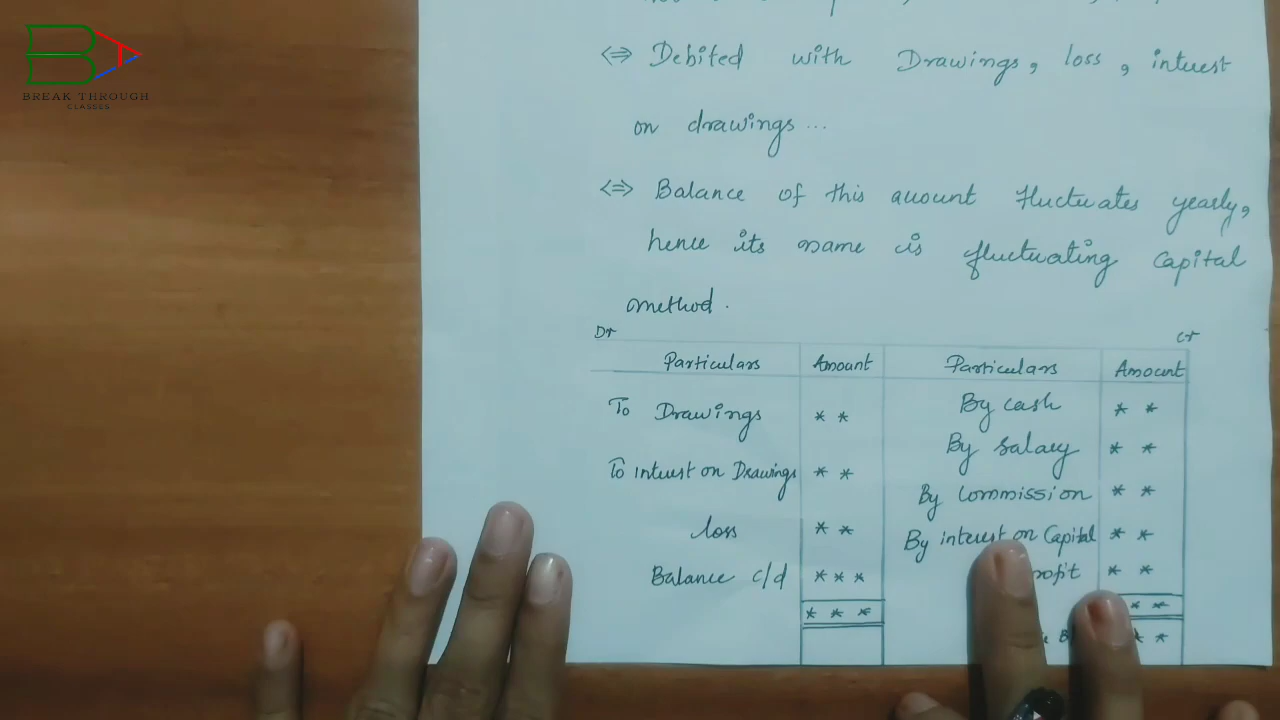 BREAK THROUGH
CLASSES
<=> Debited with Drawings, loss, interest
on drawings...
<=> Balance of this account fluctuates yearly,
hence its name is fluctuating Capital
method.
Dr Cr
Particulars Amount Particulars Amount
To Drawings * * By cash * *
By Salary * *
To interest on Drawings * * By Commission * *
loss * * By interest on Capital * *
Balance c/d * * * * *
* * * * *
* *